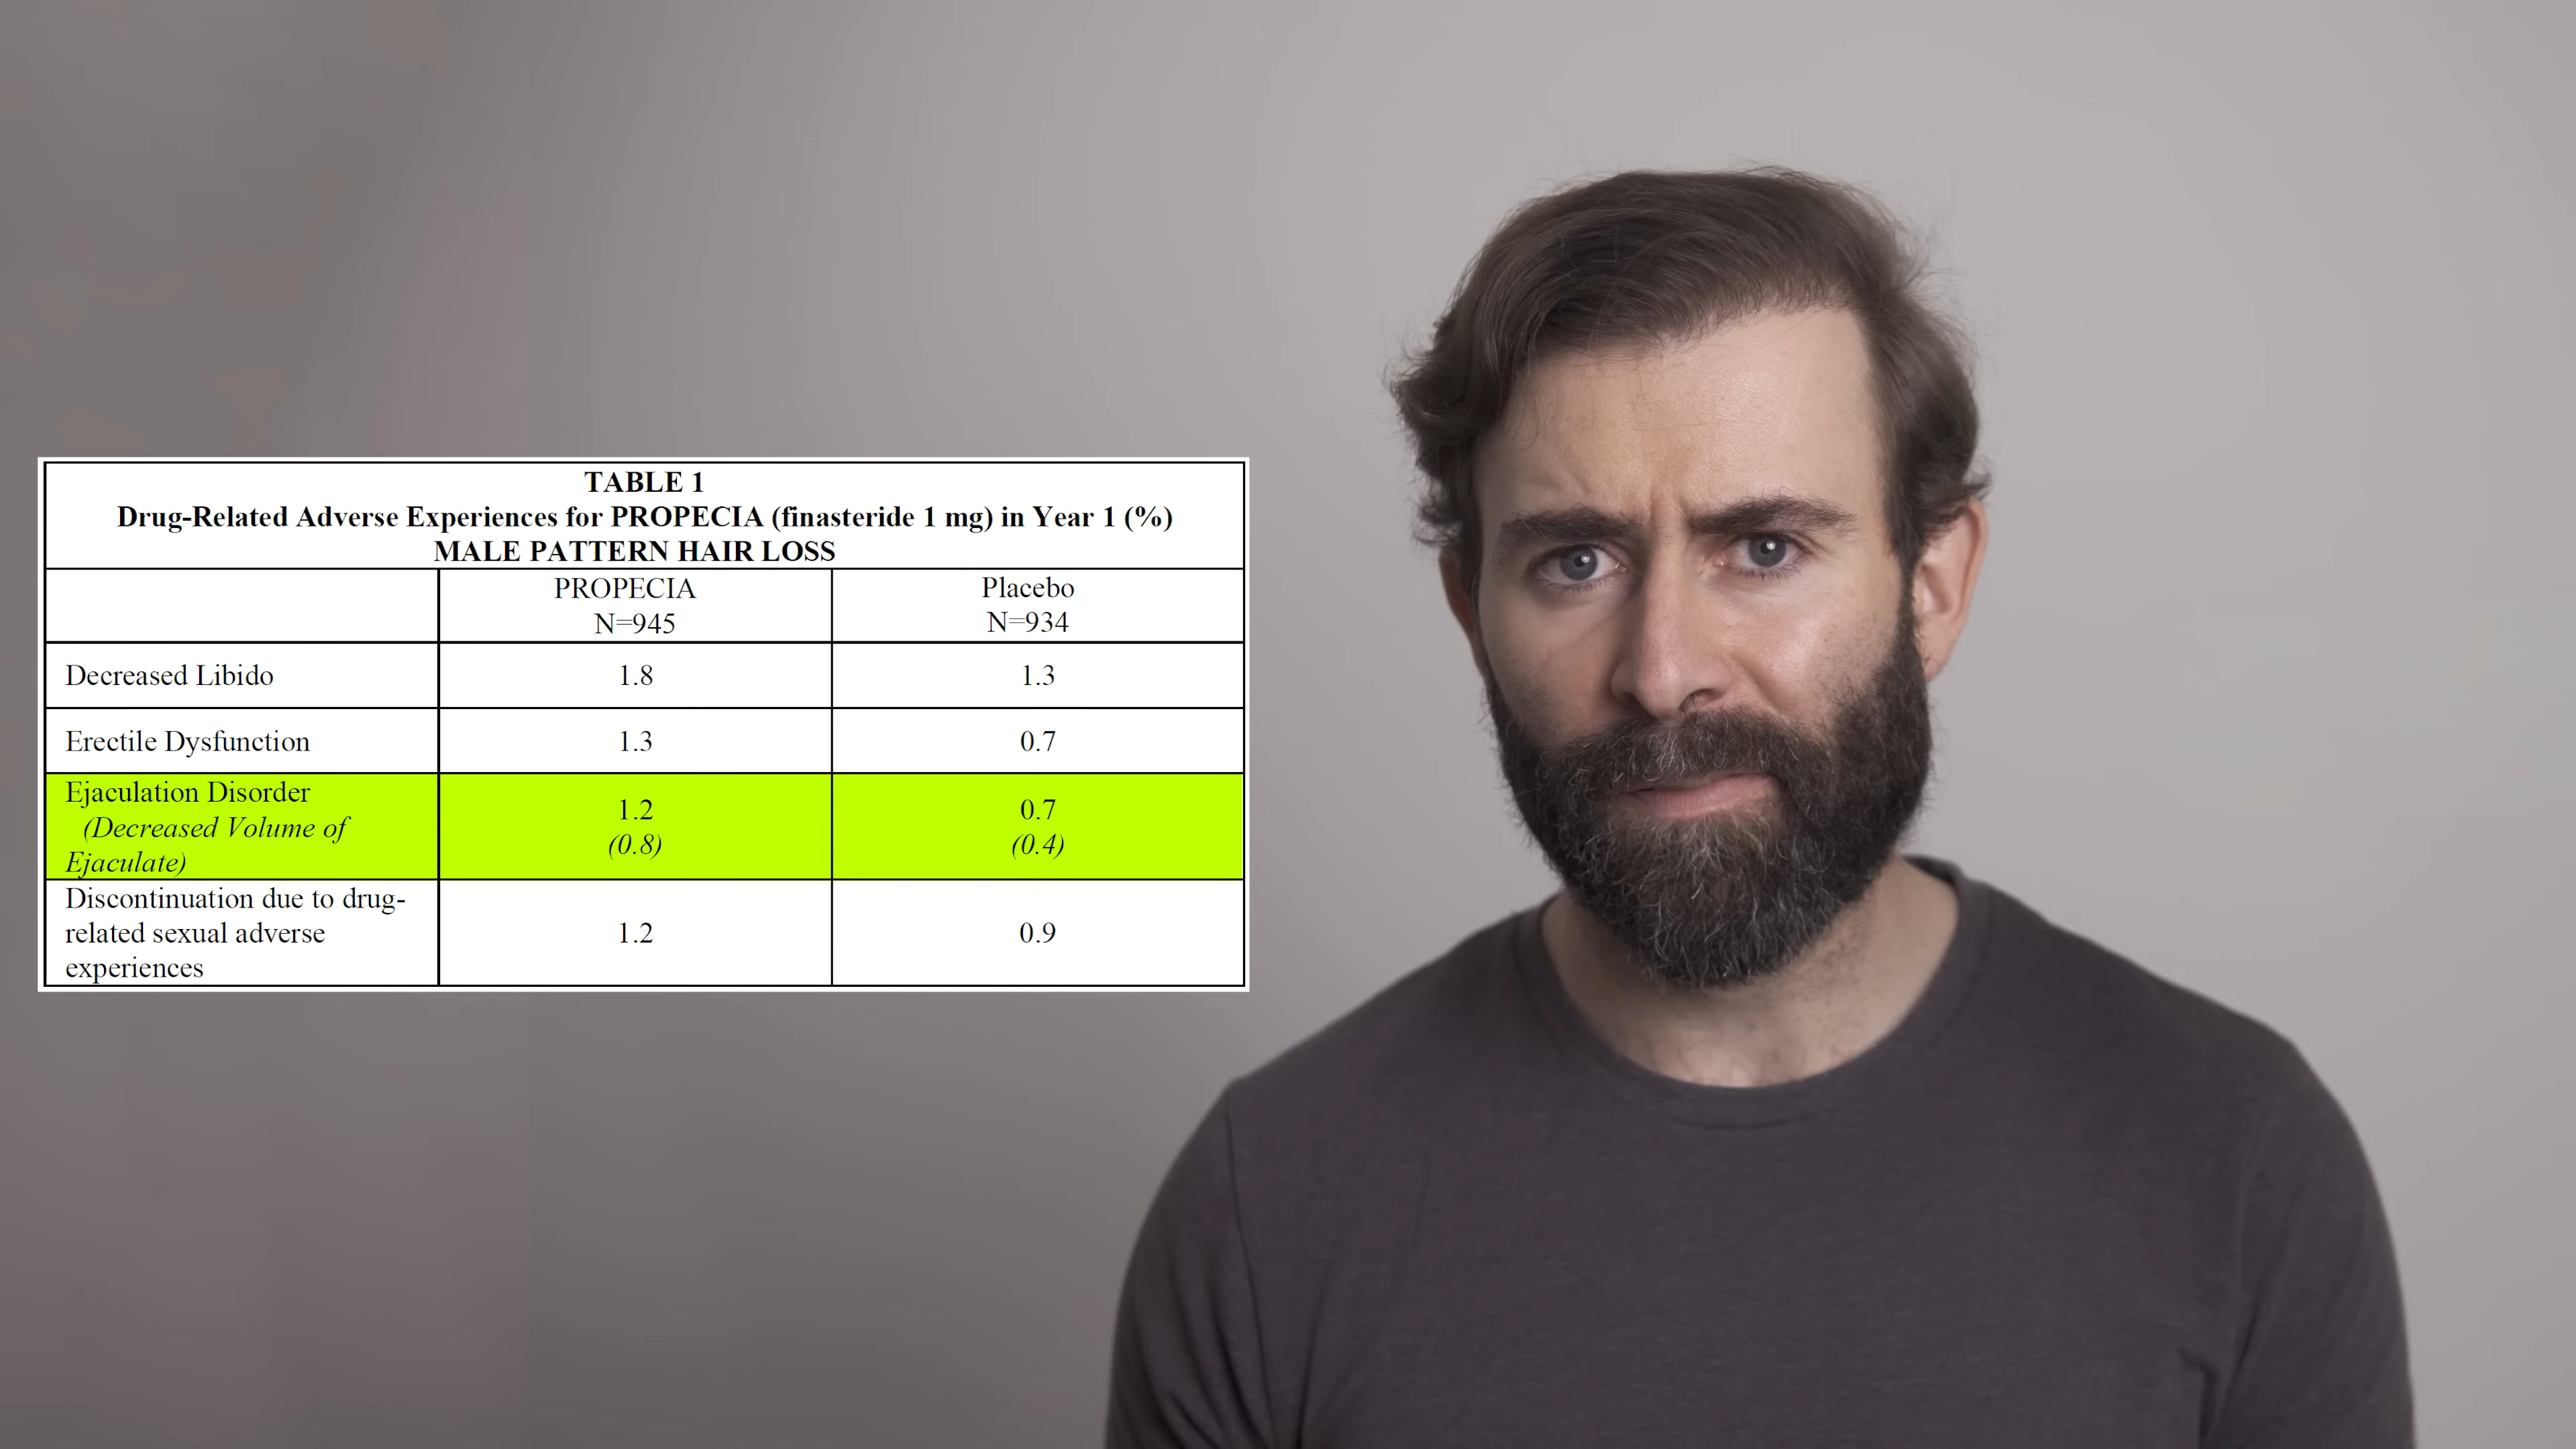 TABLE 1
Drug-Related Adverse Experiences for PROPECIA (finasteride 1 mg) in Year 1 (%)
MALE PATTERN HAIR LOSS
PROPECIA
N=945
Placebo
N=934
Decreased Libido 1.8 1.3
Erectile Dysfunction 1.3 0.7
Ejaculation Disorder
(Decreased Volume of
Ejaculate)
1.2
(0.8)
0.7
(0.4)
Discontinuation due to drug-
related sexual adverse
experiences
1.2
0.9